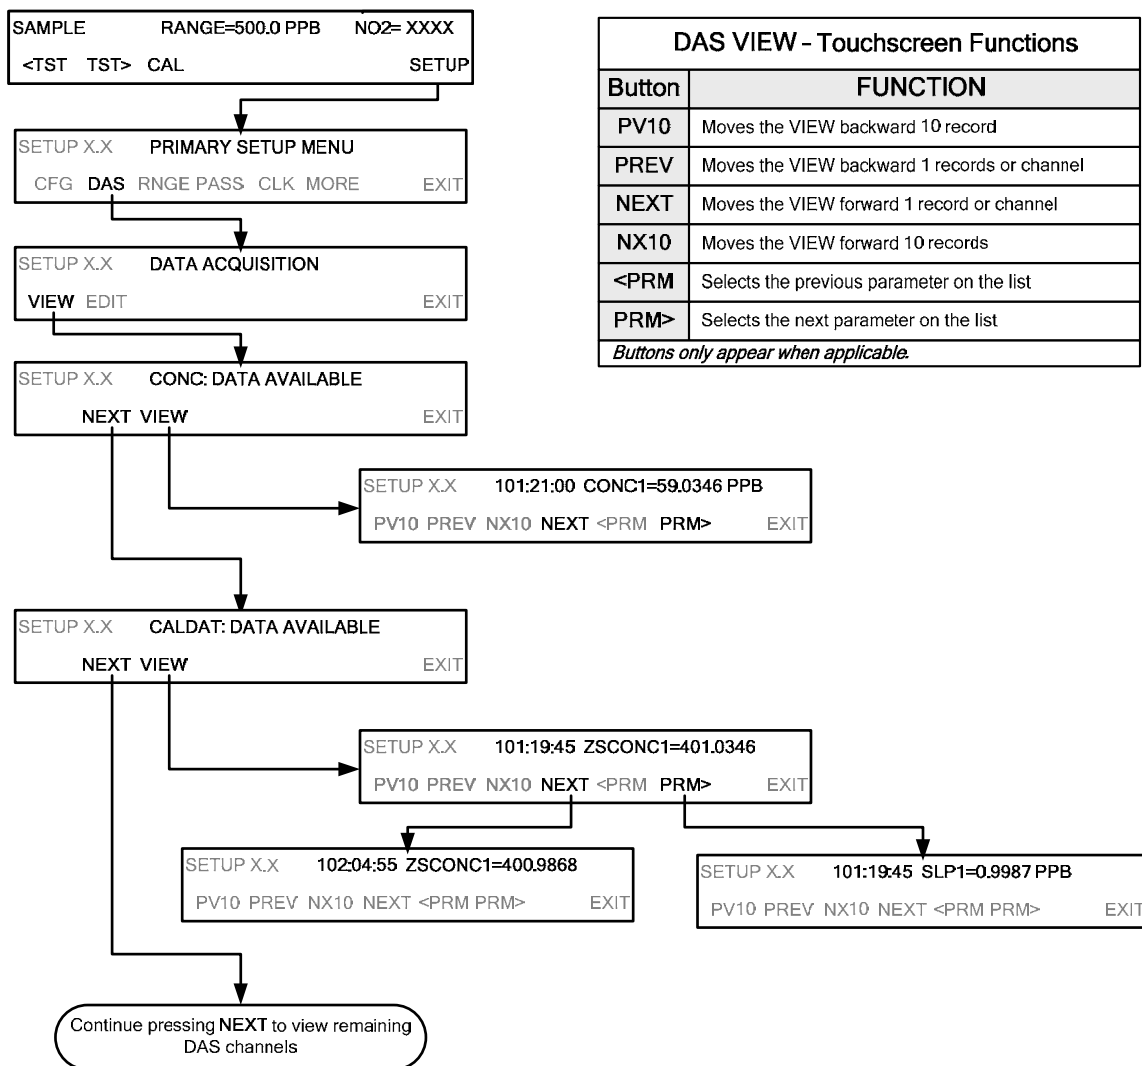 SAMPLE RANGE=500.0 PPB NO2= XXXX
<TST TST> CAL SETUP
SETUP X.X PRIMARY SETUP MENU
CFG DAS RNGE PASS CLK MORE EXIT
SETUP X.X DATA ACQUISITION
VIEW EDIT EXIT
SETUP X.X CONC: DATA AVAILABLE
NEXT VIEW EXIT
SETUP X.X 101:21:00 CONC1=59.0346 PPB
PV10 PREV NX10 NEXT <PRM PRM> EXIT
SETUP X.X CALDAT: DATA AVAILABLE
NEXT VIEW EXIT
SETUP X.X 101:19:45 ZSCONC1=401.0346
PV10 PREV NX10 NEXT <PRM PRM> EXIT
SETUP X.X 102:04:55 ZSCONC1=400.9868
PV10 PREV NX10 NEXT <PRM PRM> EXIT
SETUP X.X 101:19:45 SLP1=0.9987 PPB
PV10 PREV NX10 NEXT <PRM PRM> EXIT
Continue pressing NEXT to view remaining
DAS channels
DAS VIEW – Touchscreen Functions
Button FUNCTION
PV10 Moves the VIEW backward 10 record
PREV Moves the VIEW backward 1 records or channel
NEXT Moves the VIEW forward 1 record or channel
NX10 Moves the VIEW forward 10 records
<PRM Selects the previous parameter on the list
PRM> Selects the next parameter on the list
Buttons only appear when applicable.